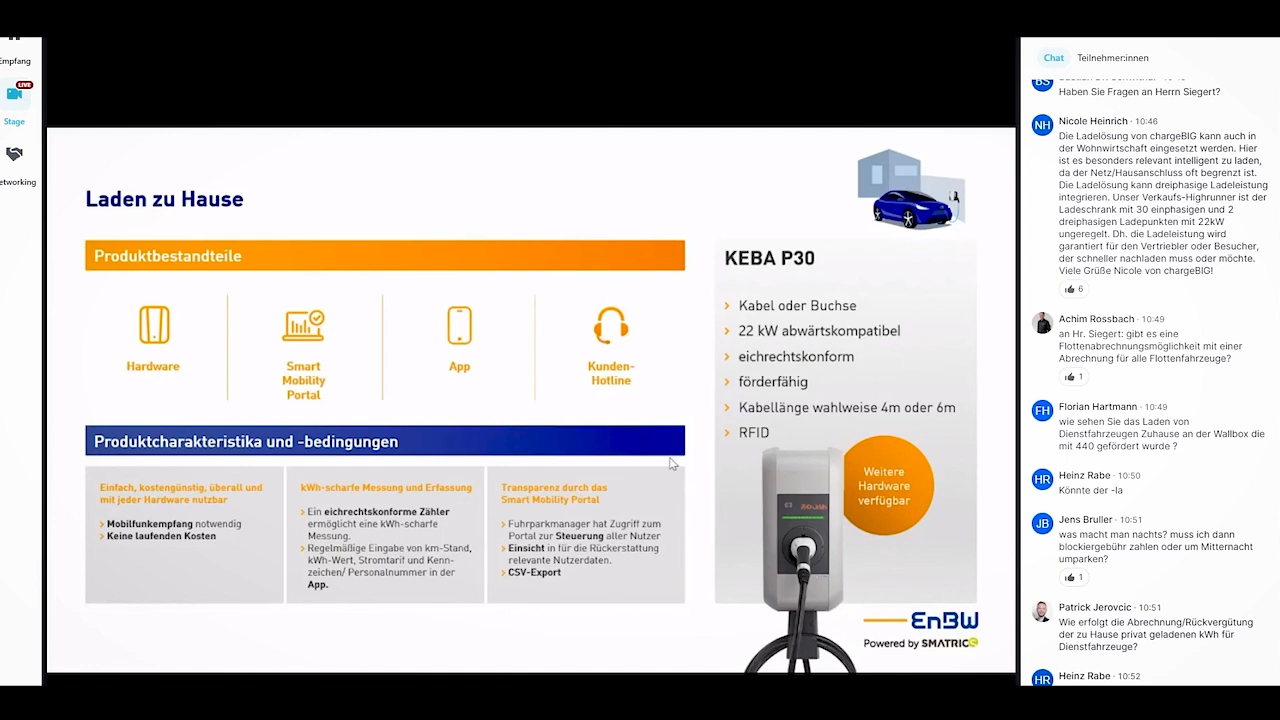 Empfang
LIVE
Stage
etworking
Laden zu Hause
Produktbestandteile
Hardware
Smart
Mobility
Portal
App
Kunden-
Hotline
Produktcharakteristika und -bedingungen
Einfach, kostengünstig, überall und
mit jeder Hardware nutzbar
Mobilfunkempfang notwendig
Keine laufenden Kosten
kWh-scharfe Messung und Erfassung
Ein eichrechtskonforme Zähler
ermöglicht eine kWh-scharfe
Messung.
Regelmäßige Eingabe von km-Stand,
kWh-Wert, Stromtarif und Kenn-
zeichen/ Personalnummer in der
App.
Transparenz durch das
Smart Mobility Portal
Fuhrparkmanager hat Zugriff zum
Portal zur Steuerung aller Nutzer
Einsicht in für die Rückerstattung
relevante Nutzerdaten.
CSV-Export
KEBA P30
Kabel oder Buchse
22 kW abwärtskompatibel
eichrechtskonform
förderfähig
Kabellänge wahlweise 4m oder 6m
RFID
Weitere
Hardware
verfügbar
EnBW
Powered by SMATRICS
Chat Teilnehmer:innen
BS
Haben Sie Fragen an Herrn Siegert?
NH
Nicole Heinrich · 10:46
Die Ladelösung von chargeBIG kann auch in
der Wohnwirtschaft eingesetzt werden. Hier
ist es besonders relevant intelligent zu laden,
da der Netz/Hausanschluss oft begrenzt ist.
Die Ladelösung kann dreiphasige Ladeleistung
integrieren. Unser Verkaufs-Highrunner ist der
Ladeschrank mit 30 einphasigen und 2
dreiphasigen Ladepunkten mit 22kW
ungeregelt. Dh. die Ladeleistung wird
garantiert für den Vertriebler oder Besucher,
der schneller nachladen muss oder möchte.
Viele Grüße Nicole von chargeBIG!
6
Achim Rossbach · 10:49
an Hr. Siegert: gibt es eine
Flottenabrechnungsmöglichkeit mit einer
Abrechnung für alle Flottenfahrzeuge?
1
FH
Florian Hartmann · 10:49
wie sehen Sie das Laden von
Dienstfahrzeugen Zuhause an der Wallbox die
mit 440 gefördert wurde ?
HR
Heinz Rabe · 10:50
Könnte der -la
JB
Jens Bruller · 10:51
was macht man nachts? muss ich dann
blockiergebühr zahlen oder um Mitternacht
umparken?
1
Patrick Jerovcic · 10:51
Wie erfolgt die Abrechnung/Rückvergütung
der zu Hause privat geladenen kWh für
Dienstfahrzeuge?
HR
Heinz Rabe · 10:52